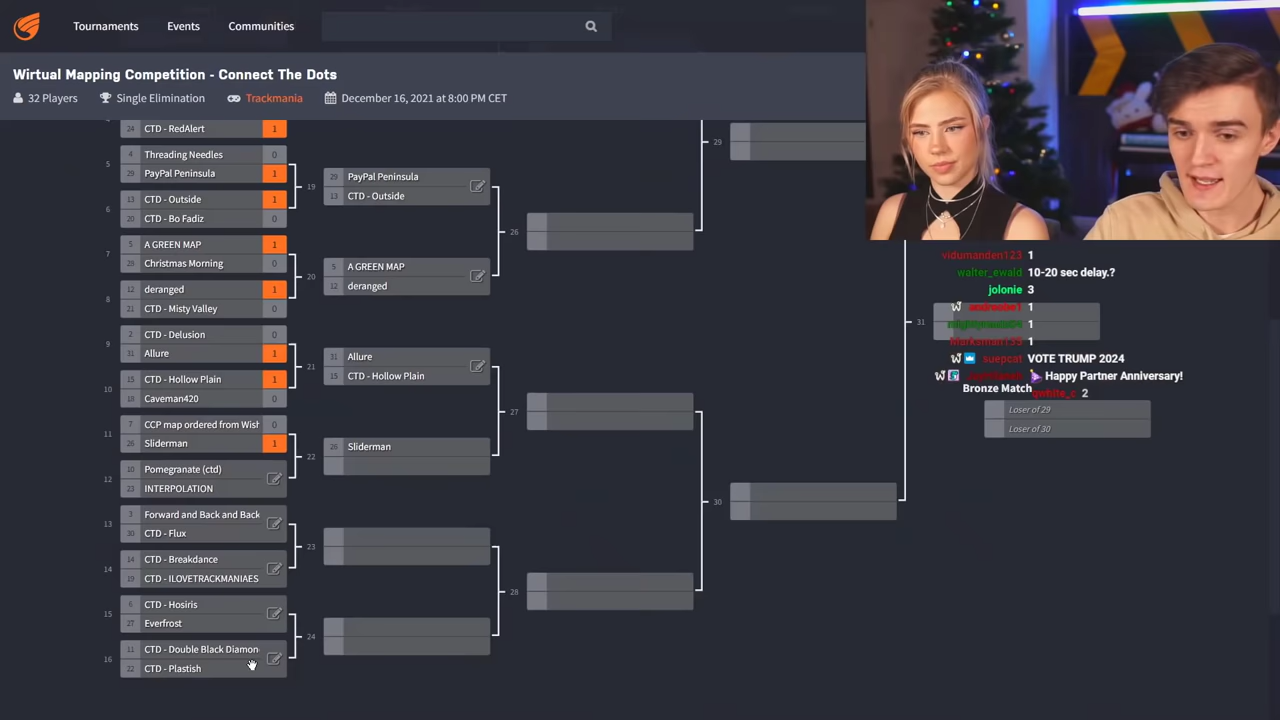 Tournaments Events Communities
Wirtual Mapping Competition - Connect The Dots
32 Players Single Elimination Trackmania December 16, 2021 at 8:00 PM CET
24 CTD - RedAlert 1
5
4 Threading Needles 0
29 PayPal Peninsula 1
6
13 CTD - Outside 1
20 CTD - Bo Fadiz 0
7
5 A GREEN MAP 1
Christmas Morning 0
8
12 deranged 1
21 CTD - Misty Valley 0
9
2 CTD - Delusion 0
31 Allure 1
10
15 CTD - Hollow Plain 1
18 Caveman420 0
11
7 CCP map ordered from Wish 0
26 Sliderman 1
12
10 Pomegranate (ctd)
23 INTERPOLATION
13
3 Forward and Back and Back
30 CTD - Flux
14
14 CTD - Breakdance
19 CTD - ILOVETRACKMANIAES
15
6 CTD - Hosiris
27 Everfrost
16
11 CTD - Double Black Diamon
22 CTD - Plastish
19
29 PayPal Peninsula
13 CTD - Outside
20
5 A GREEN MAP
12 deranged
21
31 Allure
15 CTD - Hollow Plain
22
26 Sliderman
23
24
26
27
28
29
30
31
Bronze Match
Loser of 29
Loser of 30
vidumanden123 1
walter_ewald 10-20 sec delay.?
jolonie 3
1
1
Marksman135 1
suepcat VOTE TRUMP 2024
Happy Partner Anniversary!
qwhite_c 2